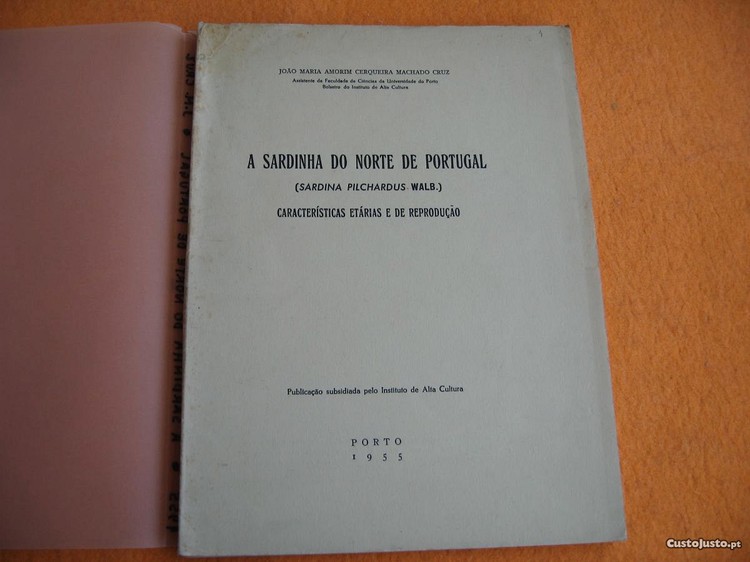 JOÃO MARIA AMORIM CERQUEIRA MACHADO CRUZ
Assistente da Faculdade de Ciências da Universidade do Porto
Bolseiro do Instituto de Alta Cultura
A SARDINHA DO NORTE DE PORTUGAL
(SARDINA PILCHARDUS WALB.)
CARACTERÍSTICAS ETÁRIAS E DE REPRODUÇÃO
Publicação subsidiada pelo Instituto de Alta Cultura
PORTO
1955
CustoJusto.pt